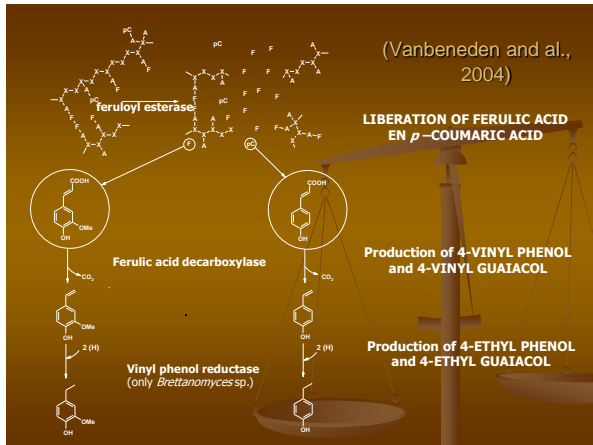 (Vanbeneden and al.,
2004)
feruloyl esterase
LIBERATION OF FERULIC ACID
EN p –COUMARIC ACID
F
pC
COOH
OMe
OH
COOH
OH
Ferulic acid decarboxylase
Production of 4-VINYL PHENOL
and 4-VINYL GUAIACOL
CO2
CO2
OMe
OH
OH
2 (H)
2 (H)
Production of 4-ETHYL PHENOL
and 4-ETHYL GUAIACOL
Vinyl phenol reductase
(only Brettanomyces sp.)
OMe
OH
OH